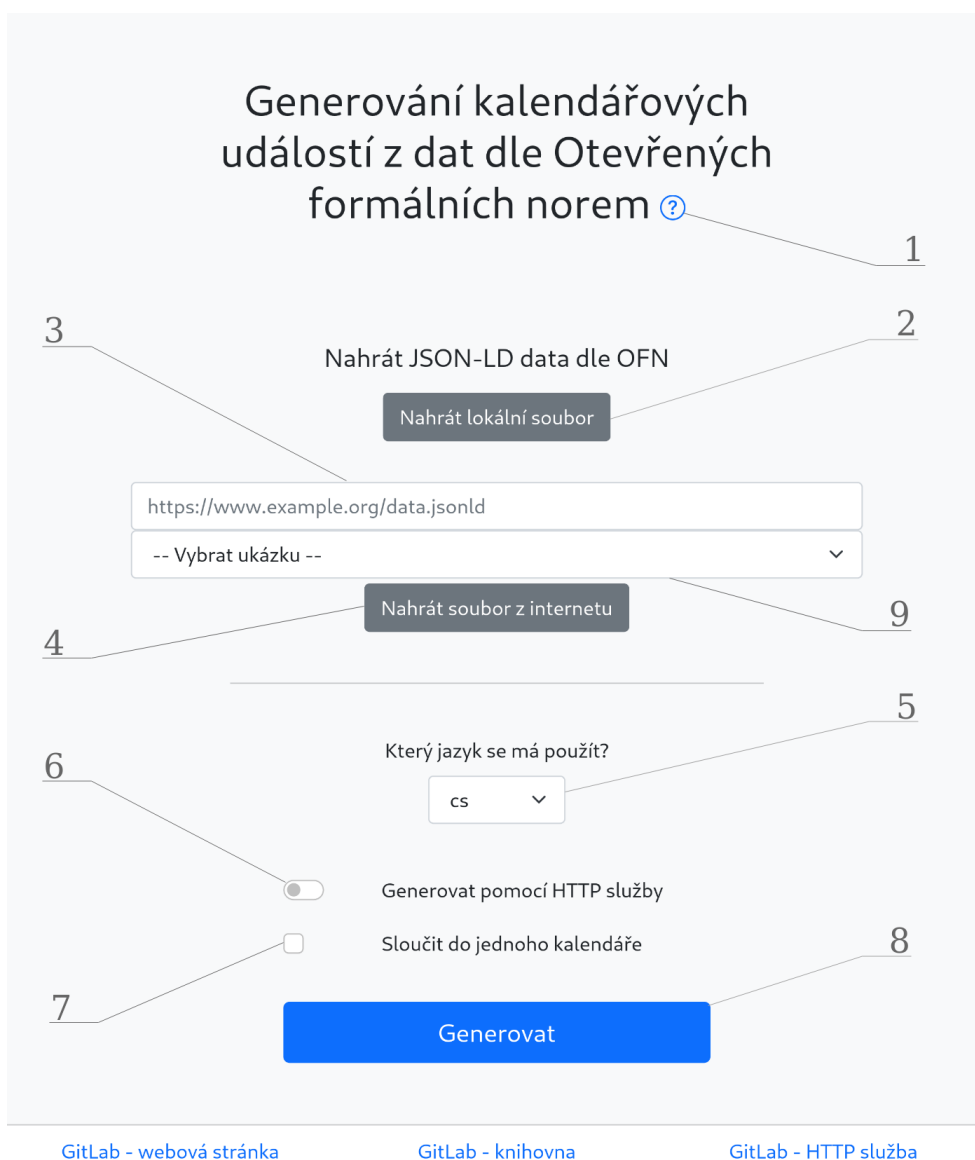 Generování kalendářových
událostí z dat dle Otevřených
formálních norem ?
1
2
3
Nahrát JSON-LD data dle OFN
Nahrát lokální soubor
https://www.example.org/data.jsonld
-- Vybrat ukázku --
Nahrát soubor z internetu
9
4
5
Který jazyk se má použít?
6
cs
Generovat pomocí HTTP služby
Sloučit do jednoho kalendáře
8
7
Generovat
GitLab - webová stránka
GitLab - knihovna
GitLab - HTTP služba